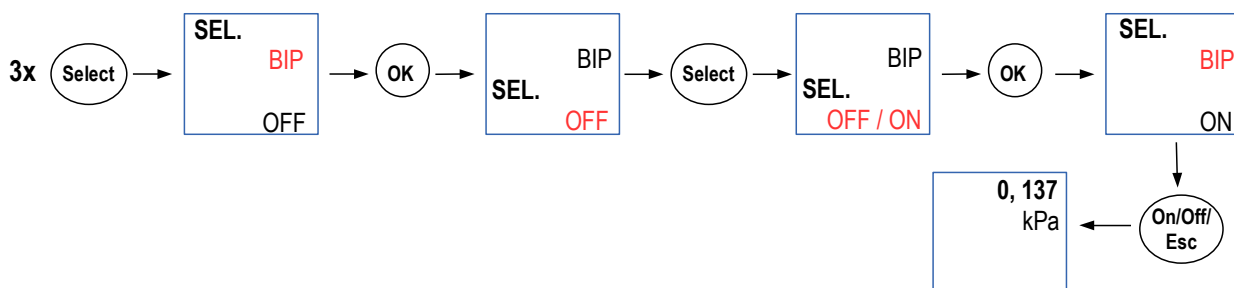 3x
Select
SEL.
BIP
OFF
OK
BIP
SEL.
OFF
Select
BIP
SEL.
OFF / ON
OK
SEL.
BIP
ON
On/Off/
Esc
0, 137
kPa